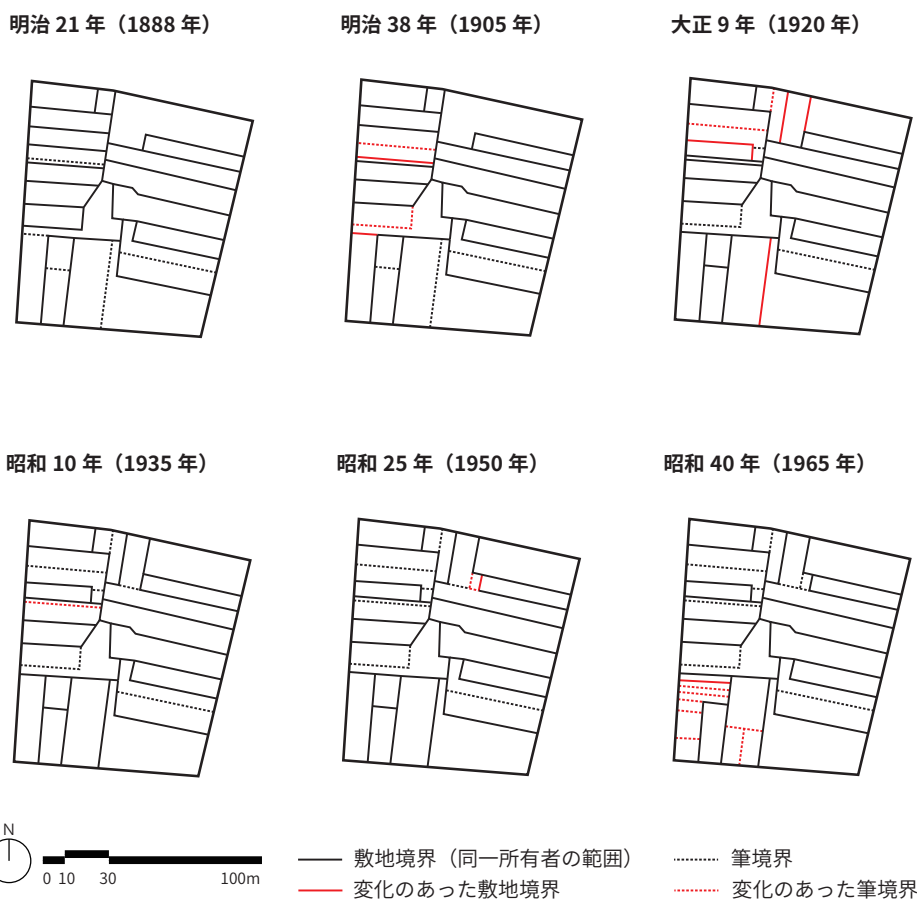 明治 21 年（1888 年）
明治 38 年（1905 年）
大正 9 年（1920 年）
昭和 10 年（1935 年）
昭和 25 年（1950 年）
昭和 40 年（1965 年）
N
0 10 30 100m
敷地境界（同一所有者の範囲）
筆境界
変化のあった敷地境界
変化のあった筆境界